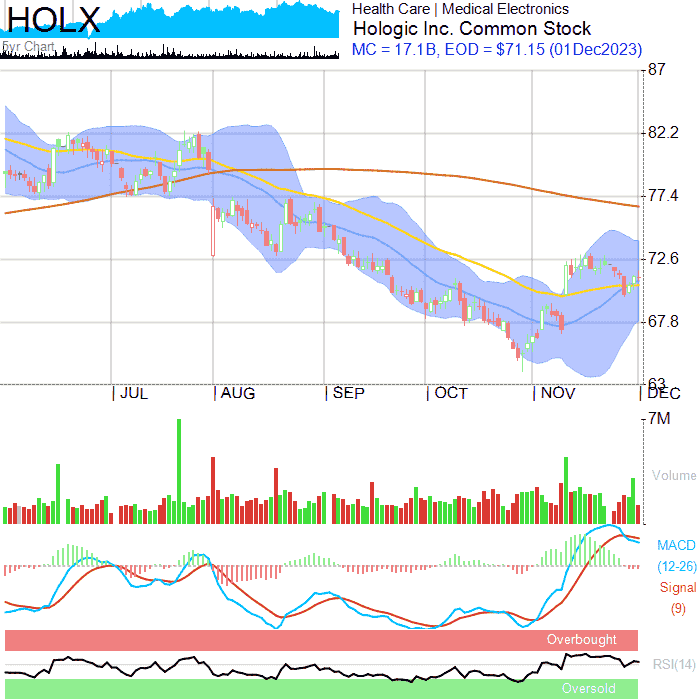 HOLX
Health Care | Medical Electronics
Hologic Inc. Common Stock
MC = 17.1B, EOD = $71.15 (01Dec2023)
5yr Chart
87
82.2
77.4
72.6
67.8
63
| JUL | AUG | SEP | OCT | NOV | DEC
7M
Volume
MACD
(12-26)
Signal
(9)
Overbought
RSI(14)
Oversold